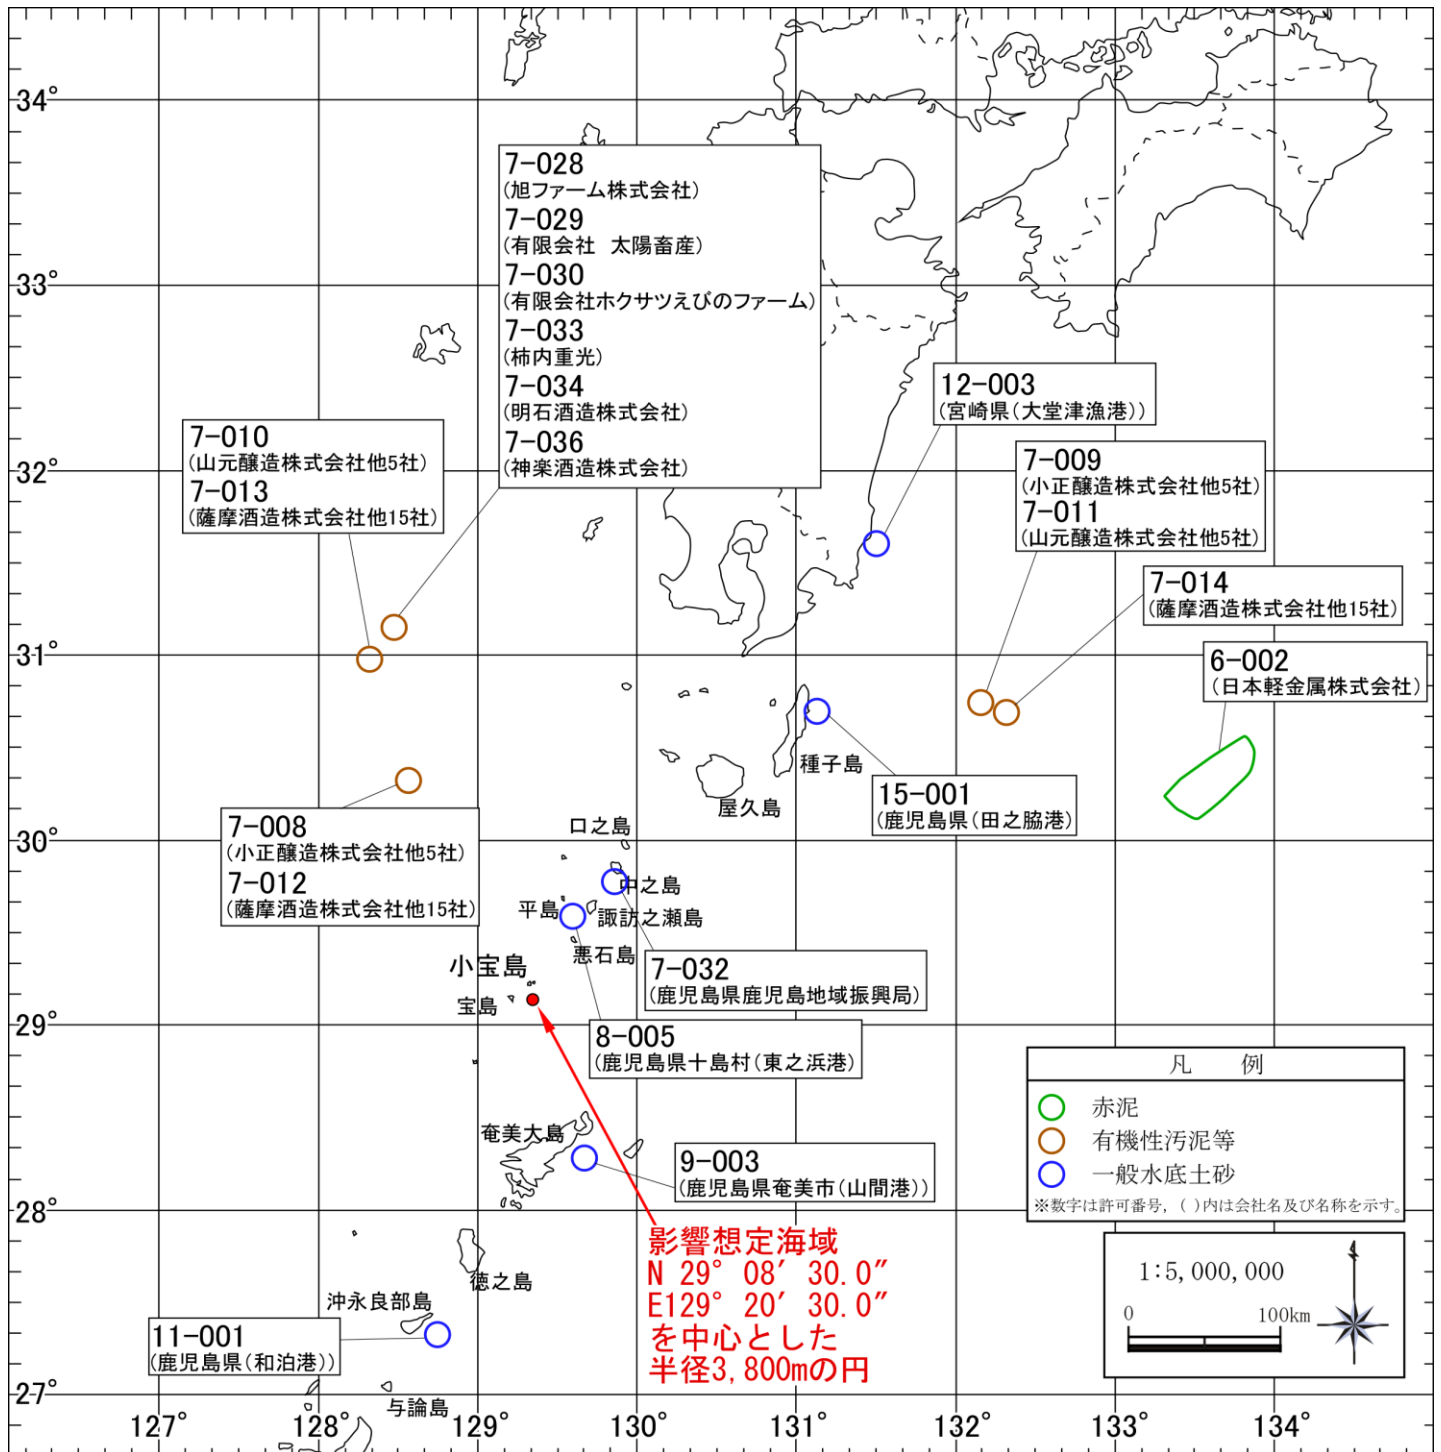 34°
33°
32°
31°
30°
29°
28°
27°
127°
128°
129°
130°
131°
132°
133°
134°
7-028
(旭ファーム株式会社)
7-029
(有限会社 太陽畜産)
7-030
(有限会社ホクサツえびのファーム)
7-033
(柿内重光)
7-034
(明石酒造株式会社)
7-036
(神楽酒造株式会社)
7-010
(山元醸造株式会社他5社)
7-013
(薩摩酒造株式会社他15社)
12-003
(宮崎県(大堂津漁港))
7-009
(小正醸造株式会社他5社)
7-011
(山元醸造株式会社他5社)
7-014
(薩摩酒造株式会社他15社)
6-002
(日本軽金属株式会社)
種子島
屋久島
15-001
(鹿児島県(田之脇港)
7-008
(小正醸造株式会社他5社)
7-012
(薩摩酒造株式会社他15社)
口之島
中之島
平島
諏訪之瀬島
悪石島
小宝島
宝島
7-032
(鹿児島県鹿児島地域振興局)
8-005
(鹿児島県十島村(東之浜港)
奄美大島
9-003
(鹿児島県奄美市(山間港))
影響想定海域
N 29° 08′ 30.0″
E129° 20′ 30.0″
を中心とした
半径3,800mの円
徳之島
沖永良部島
11-001
(鹿児島県(和泊港))
与論島
凡 例
赤泥
有機性汚泥等
一般水底土砂
※数字は許可番号, ( )内は会社名及び名称を示す。
1:5,000,000
0 100km